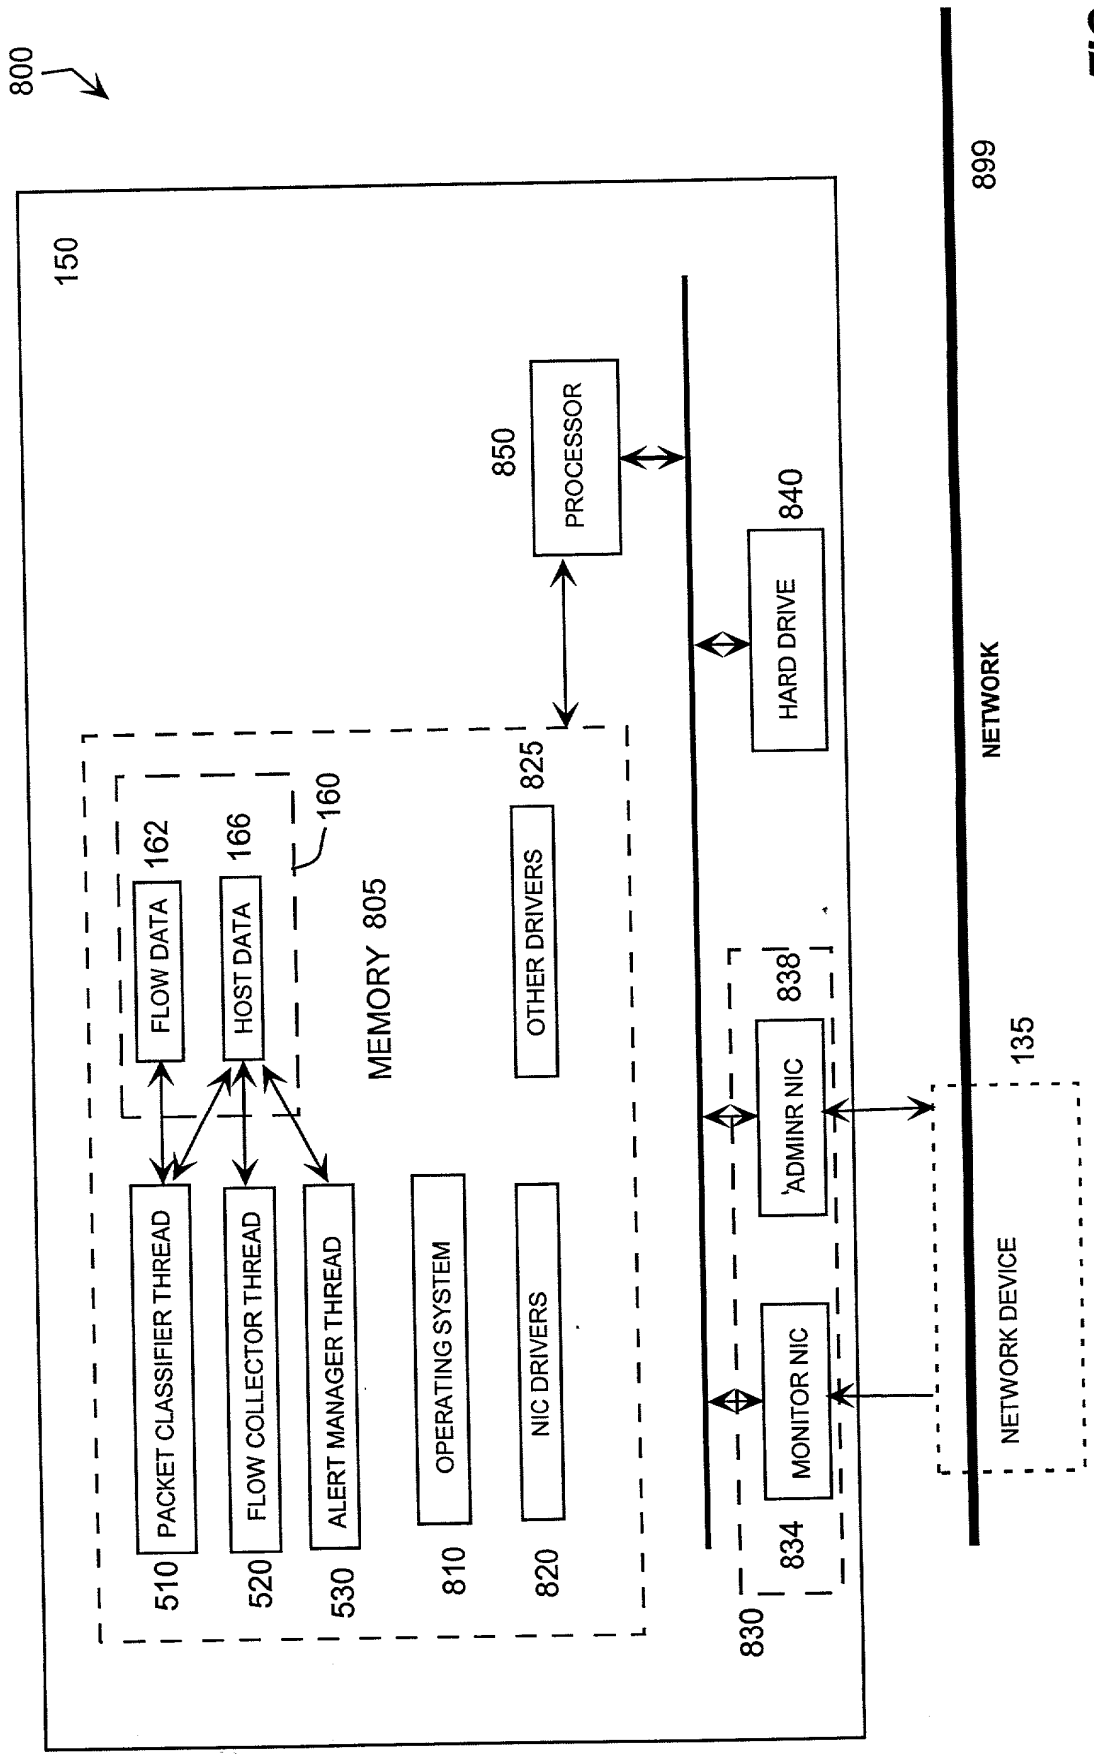 800
150
510
PACKET CLASSIFIER THREAD
FLOW DATA
162
520
FLOW COLLECTOR THREAD
HOST DATA
166
530
ALERT MANAGER THREAD
160
MEMORY 805
810
OPERATING SYSTEM
820
NIC DRIVERS
OTHER DRIVERS
825
850
PROCESSOR
830
834
MONITOR NIC
ADMINR NIC
838
HARD DRIVE
840
NETWORK DEVICE
135
NETWORK
899